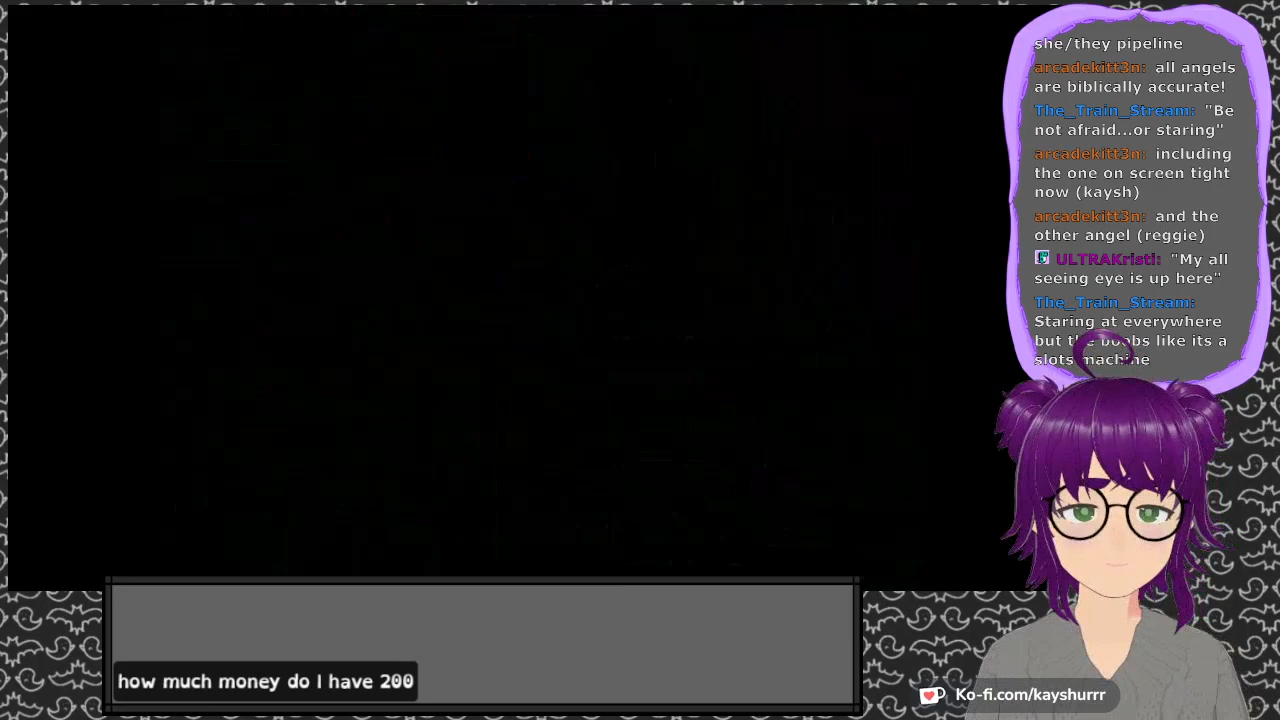 she/they pipeline
arcadekitt3n: all angels
are biblically accurate!
The_Train_Stream: "Be
not afraid...or staring"
arcadekitt3n: including
the one on screen tight
now (kaysh)
arcadekitt3n: and the
other angel (reggie)
ULTRAKristi: "My all
seeing eye is up here"
The_Train_Stream:
Staring at everywhere
but the boobs like its a
slots machine
how much money do I have 200
Ko-fi.com/kayshurrr